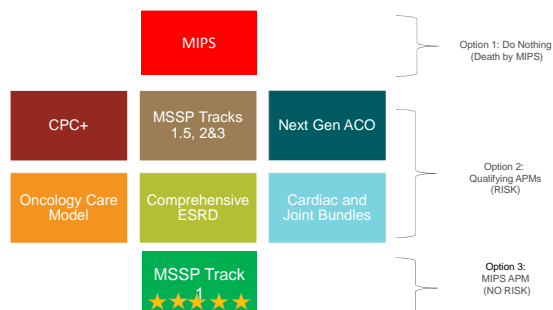 MIPS
Option 1: Do Nothing
(Death by MIPS)
CPC+
MSSP Tracks
1.5, 2&3
Next Gen ACO
Option 2:
Qualifying APMs
(RISK)
Oncology Care
Model
Comprehensive
ESRD
Cardiac and
Joint Bundles
MSSP Track
1
Option 3:
MIPS APM
(NO RISK)